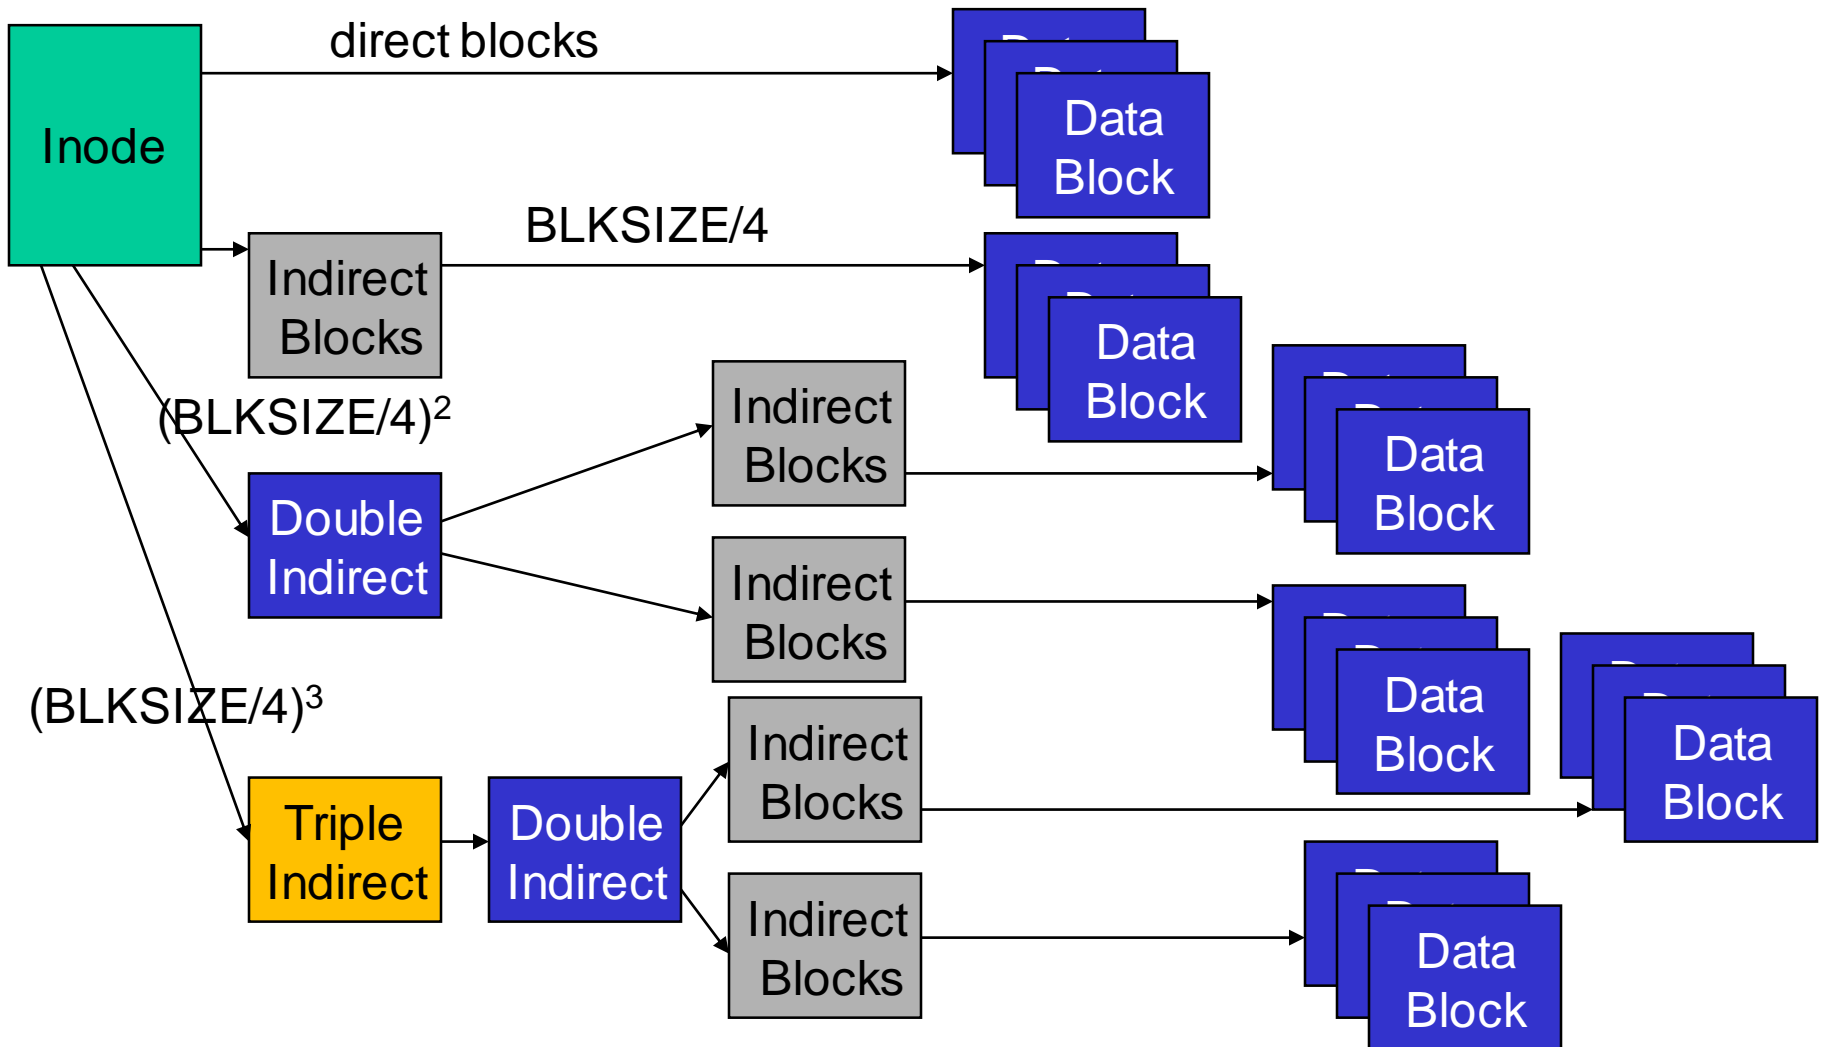 direct blocks
Inode
Data
Block
BLKSIZE/4
Indirect
Blocks
Data
Block
(BLKSIZE/4)²
Indirect
Blocks
Data
Block
Double
Indirect
Indirect
Blocks
(BLKSIZE/4)³
Data
Block
Indirect
Blocks
Data
Block
Triple
Indirect
Double
Indirect
Indirect
Blocks
Data
Block